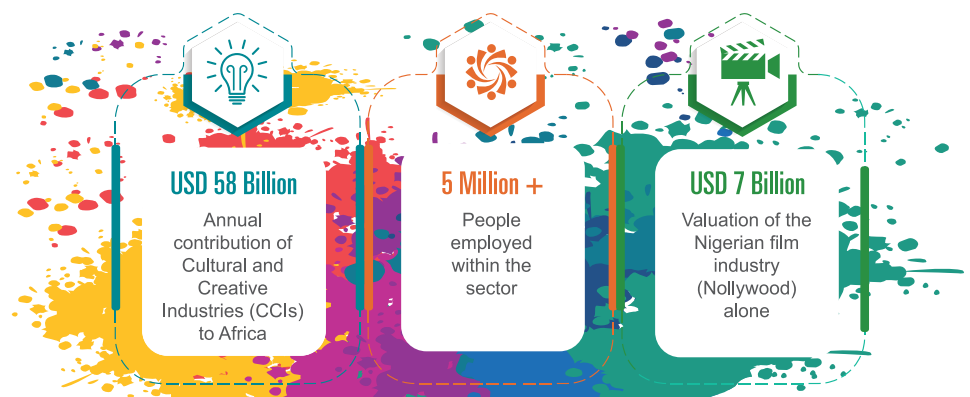 USD 58 Billion
Annual
contribution of
Cultural and
Creative
Industries (CCIs)
to Africa
5 Million +
People
employed
within the
sector
USD 7 Billion
Valuation of the
Nigerian film
industry
(Nollywood)
alone